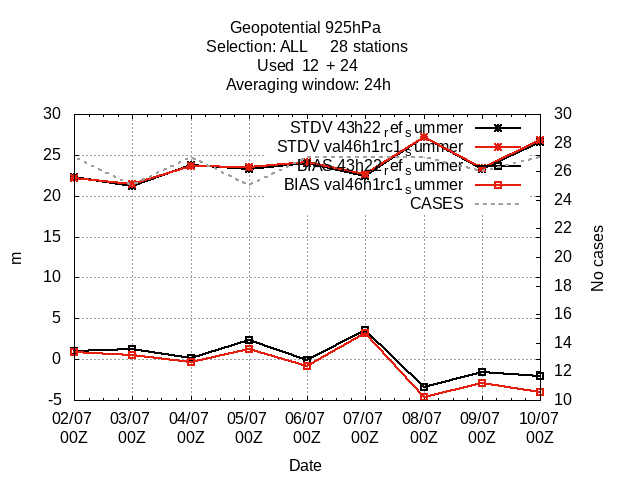 Geopotential 925hPa
Selection: ALL     28 stations
Used  12  + 24
Averaging window: 24h
30
25
20
15
10
5
0
-5
30
28
26
24
22
20
18
16
14
12
10
m
No cases
STDV 43h22_ref_summer
STDV val46h1rc1_summer
BIAS 43h22_ref_summer
BIAS val46h1rc1_summer
CASES
02/07 03/07 04/07 05/07 06/07 07/07 08/07 09/07 10/07
00Z 00Z 00Z 00Z 00Z 00Z 00Z 00Z 00Z
Date